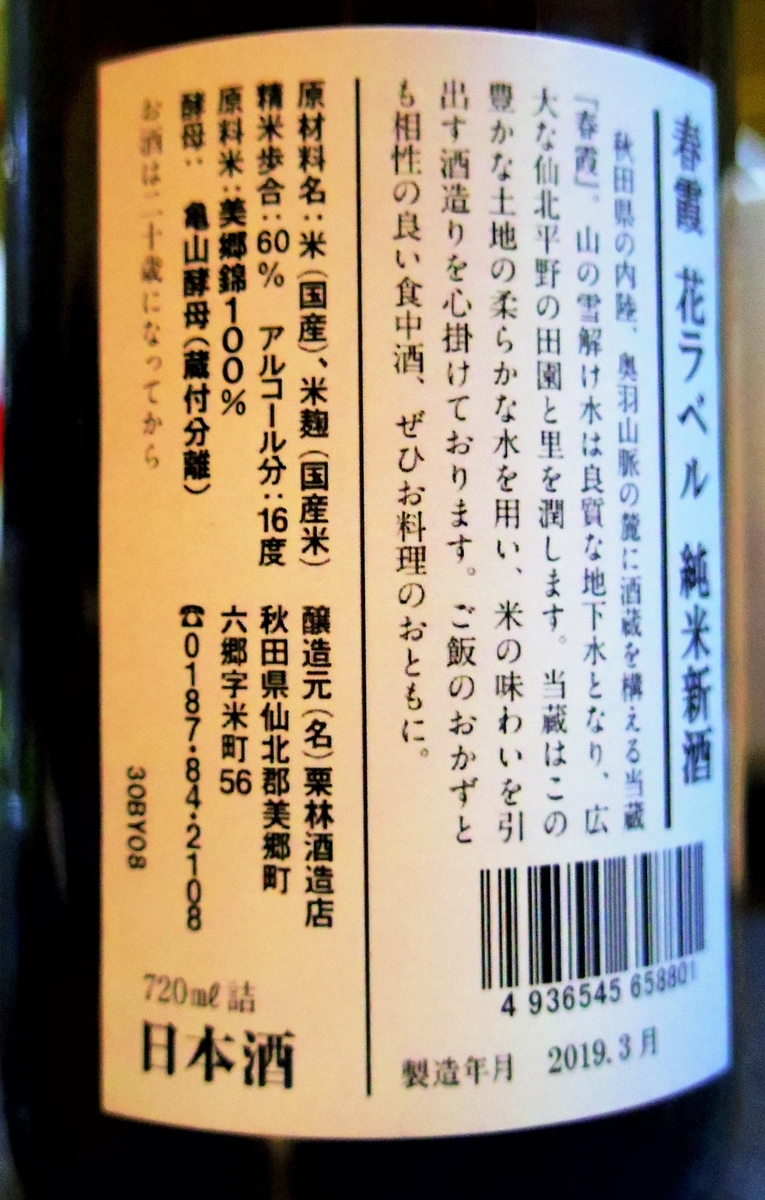 春霞 花ラベル 純米新酒
秋田県の内陸、奥羽山脈の麓に酒蔵を構える当蔵
『春霞』。山の雪解け水は良質な地下水となり、広
大な仙北平野の田園と里を潤します。当蔵はこの
豊かな土地の柔らかな水を用い、米の味わいを引
出す酒造りを心掛けております。ご飯のおかずと
も相性の良い食中酒、ぜひお料理のおともに。
4 936545 658801
製造年月 2019.3月
原材料名：米（国産）、米麹（国産米）
精米歩合：60% アルコール分：16度
原料米：美郷錦100%
酵母： 亀山酵母（蔵付分離）
お酒は二十歳になってから
醸造元（名）栗林酒造店
秋田県仙北郡美郷町
六郷字米町56
☎0187・84・2108
30BY08
720mℓ詰
日本酒